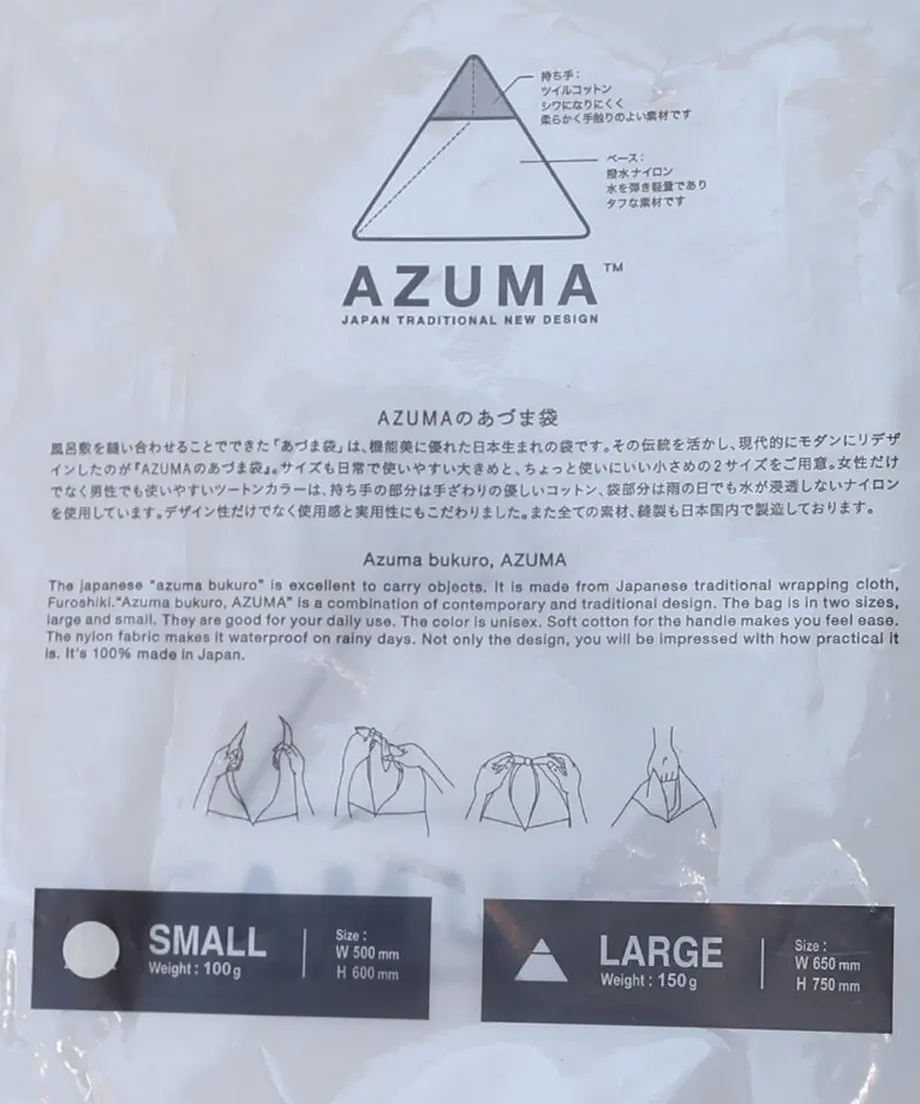 持ち手：
ツイルコットン
シワになりにくく
柔らかく手触りのよい素材です
ベース：
撥水ナイロン
水を弾き軽量であり
タフな素材です
AZUMA™
JAPAN TRADITIONAL NEW DESIGN
AZUMAのあづま袋
風呂敷を縫い合わせることでできた「あづま袋」は、機能美に優れた日本生まれの袋です。その伝統を活かし、現代的にモダンにリデザ
インしたのが『AZUMAのあづま袋』。サイズも日常で使いやすい大きめと、ちょっと使いにいい小さめの2サイズをご用意。女性だけ
でなく男性でも使いやすいツートンカラーは、持ち手の部分は手ざわりの優しいコットン、袋部分は雨の日でも水が浸透しないナイロン
を使用しています。デザイン性だけでなく使用感と実用性にもこだわりました。また全ての素材、縫製も日本国内で製造しております。
Azuma bukuro, AZUMA
The japanese "azuma bukuro" is excellent to carry objects. It is made from Japanese traditional wrapping cloth,
Furoshiki."Azuma bukuro, AZUMA" is a combination of contemporary and traditional design. The bag is in two sizes,
large and small. They are good for your daily use. The color is unisex. Soft cotton for the handle makes you feel ease.
The nylon fabric makes it waterproof on rainy days. Not only the design, you will be impressed with how practical it
is. It's 100% made in Japan.
SMALL
Weight : 100g
Size :
W 500 mm
H 600 mm
LARGE
Weight : 150g
Size :
W 650 mm
H 750 mm